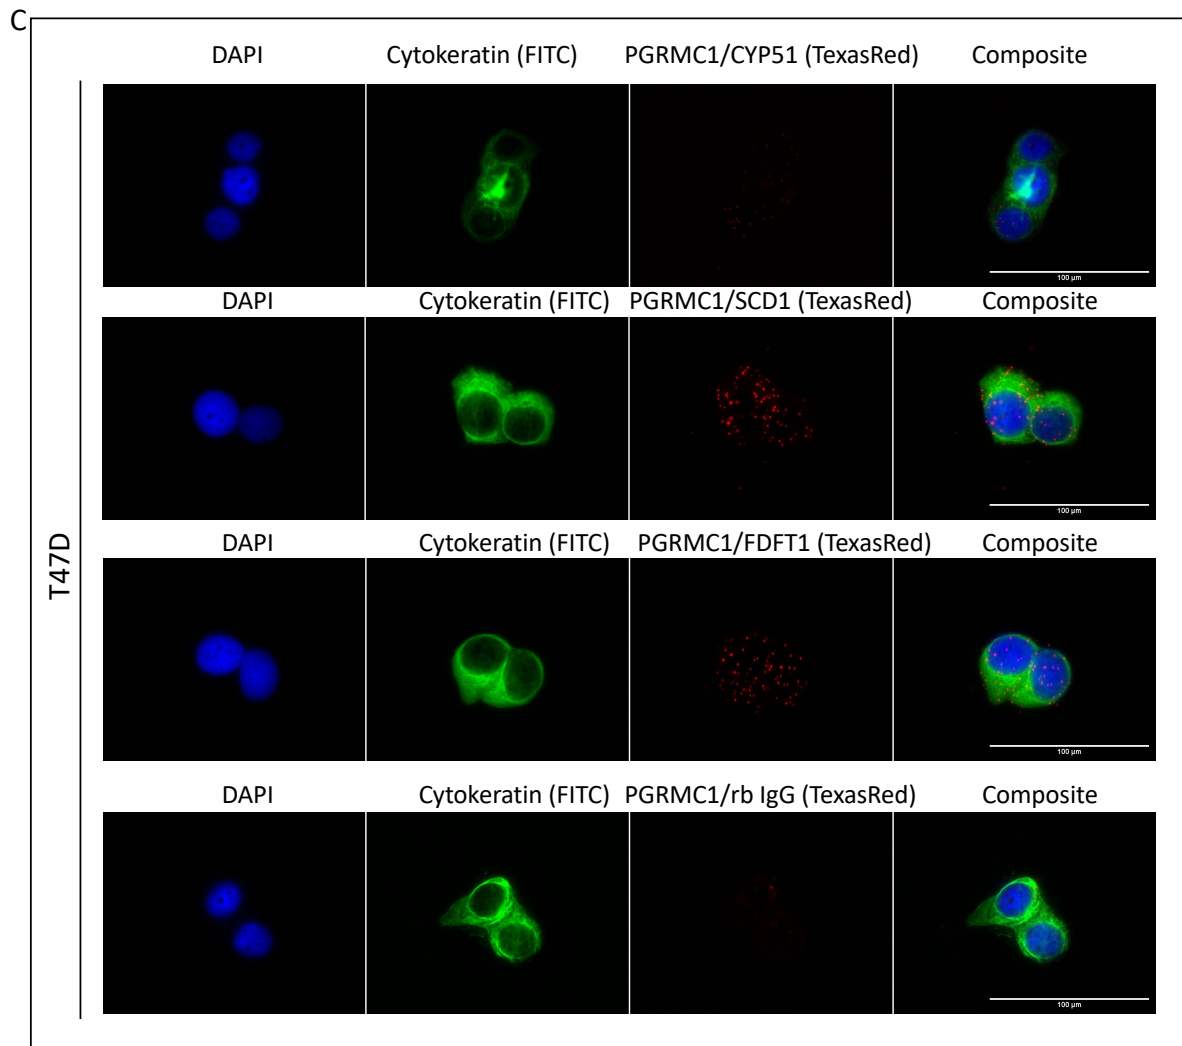 C
DAPI Cytokeratin (FITC) PGRMC1/CYP51 (TexasRed) Composite
100 µm
DAPI Cytokeratin (FITC) PGRMC1/SCD1 (TexasRed) Composite
100 µm
T47D
DAPI Cytokeratin (FITC) PGRMC1/FDFT1 (TexasRed) Composite
100 µm
DAPI Cytokeratin (FITC) PGRMC1/rb IgG (TexasRed) Composite
100 µm